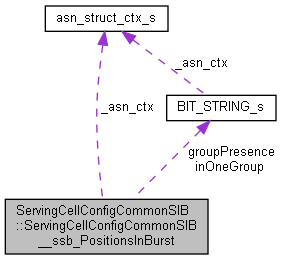 asn_struct_ctx_s
_asn_ctx
_asn_ctx
BIT_STRING_s
groupPresence
inOneGroup
ServingCellConfigCommonSIB
::ServingCellConfigCommonSIB
__ssb_PositionsInBurst